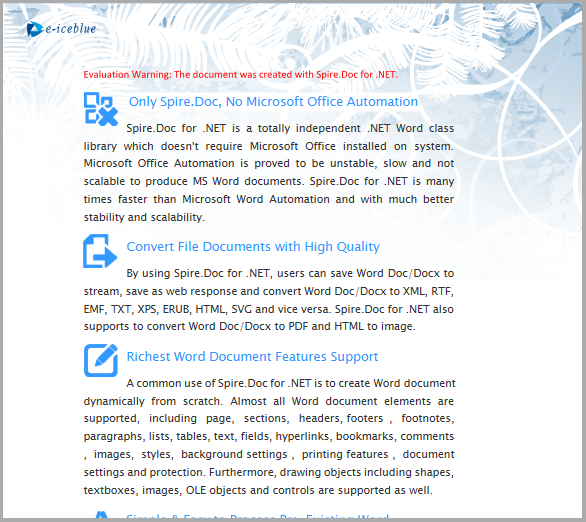 e-iceblue
Evaluation Warning: The document was created with Spire.Doc for .NET.
Only Spire.Doc, No Microsoft Office Automation
Spire.Doc for .NET is a totally independent .NET Word class
library which doesn't require Microsoft Office installed on system.
Microsoft Office Automation is proved to be unstable, slow and not
scalable to produce MS Word documents. Spire.Doc for .NET is many
times faster than Microsoft Word Automation and with much better
stability and scalability.
Convert File Documents with High Quality
By using Spire.Doc for .NET, users can save Word Doc/Docx to
stream, save as web response and convert Word Doc/Docx to XML, RTF,
EMF, TXT, XPS, ERUB, HTML, SVG and vice versa. Spire.Doc for .NET also
supports to convert Word Doc/Docx to PDF and HTML to image.
Richest Word Document Features Support
A common use of Spire.Doc for .NET is to create Word document
dynamically from scratch. Almost all Word document elements are
supported, including page, sections, headers, footers , footnotes,
paragraphs, lists, tables, text, fields, hyperlinks, bookmarks, comments
, images, styles, background settings , printing features , document
settings and protection. Furthermore, drawing objects including shapes,
textboxes, images, OLE objects and controls are supported as well.
Simple & Easy to Process Pre-Existing Word